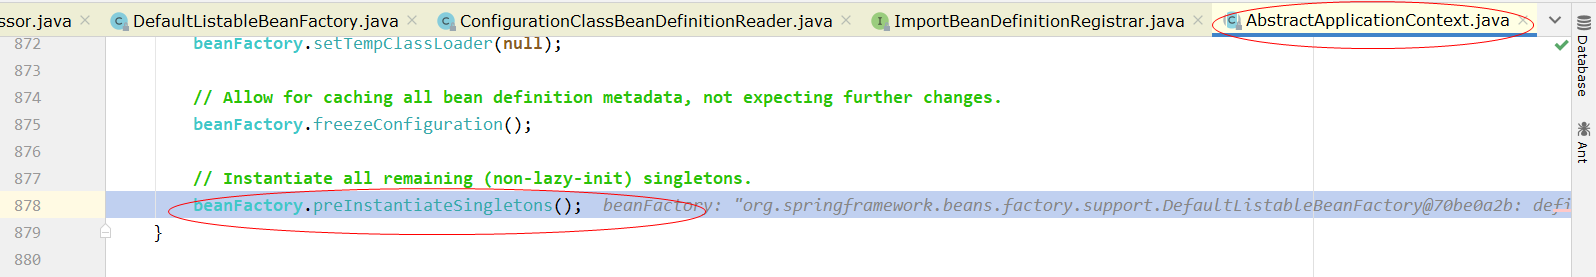 ssor.java × DefaultListableBeanFactory.java × ConfigurationClassBeanDefinitionReader.java × ImportBeanDefinitionRegistrar.java × AbstractApplicationContext.java ×
872 beanFactory.setTempClassLoader(null);
873
874 // Allow for caching all bean definition metadata, not expecting further changes.
875 beanFactory.freezeConfiguration();
876
877 // Instantiate all remaining (non-lazy-init) singletons.
878 beanFactory.preInstantiateSingletons(); beanFactory: "org.springframework.beans.factory.support.DefaultListableBeanFactory@70be0a2b: defi
879 }
880
Database
Ant